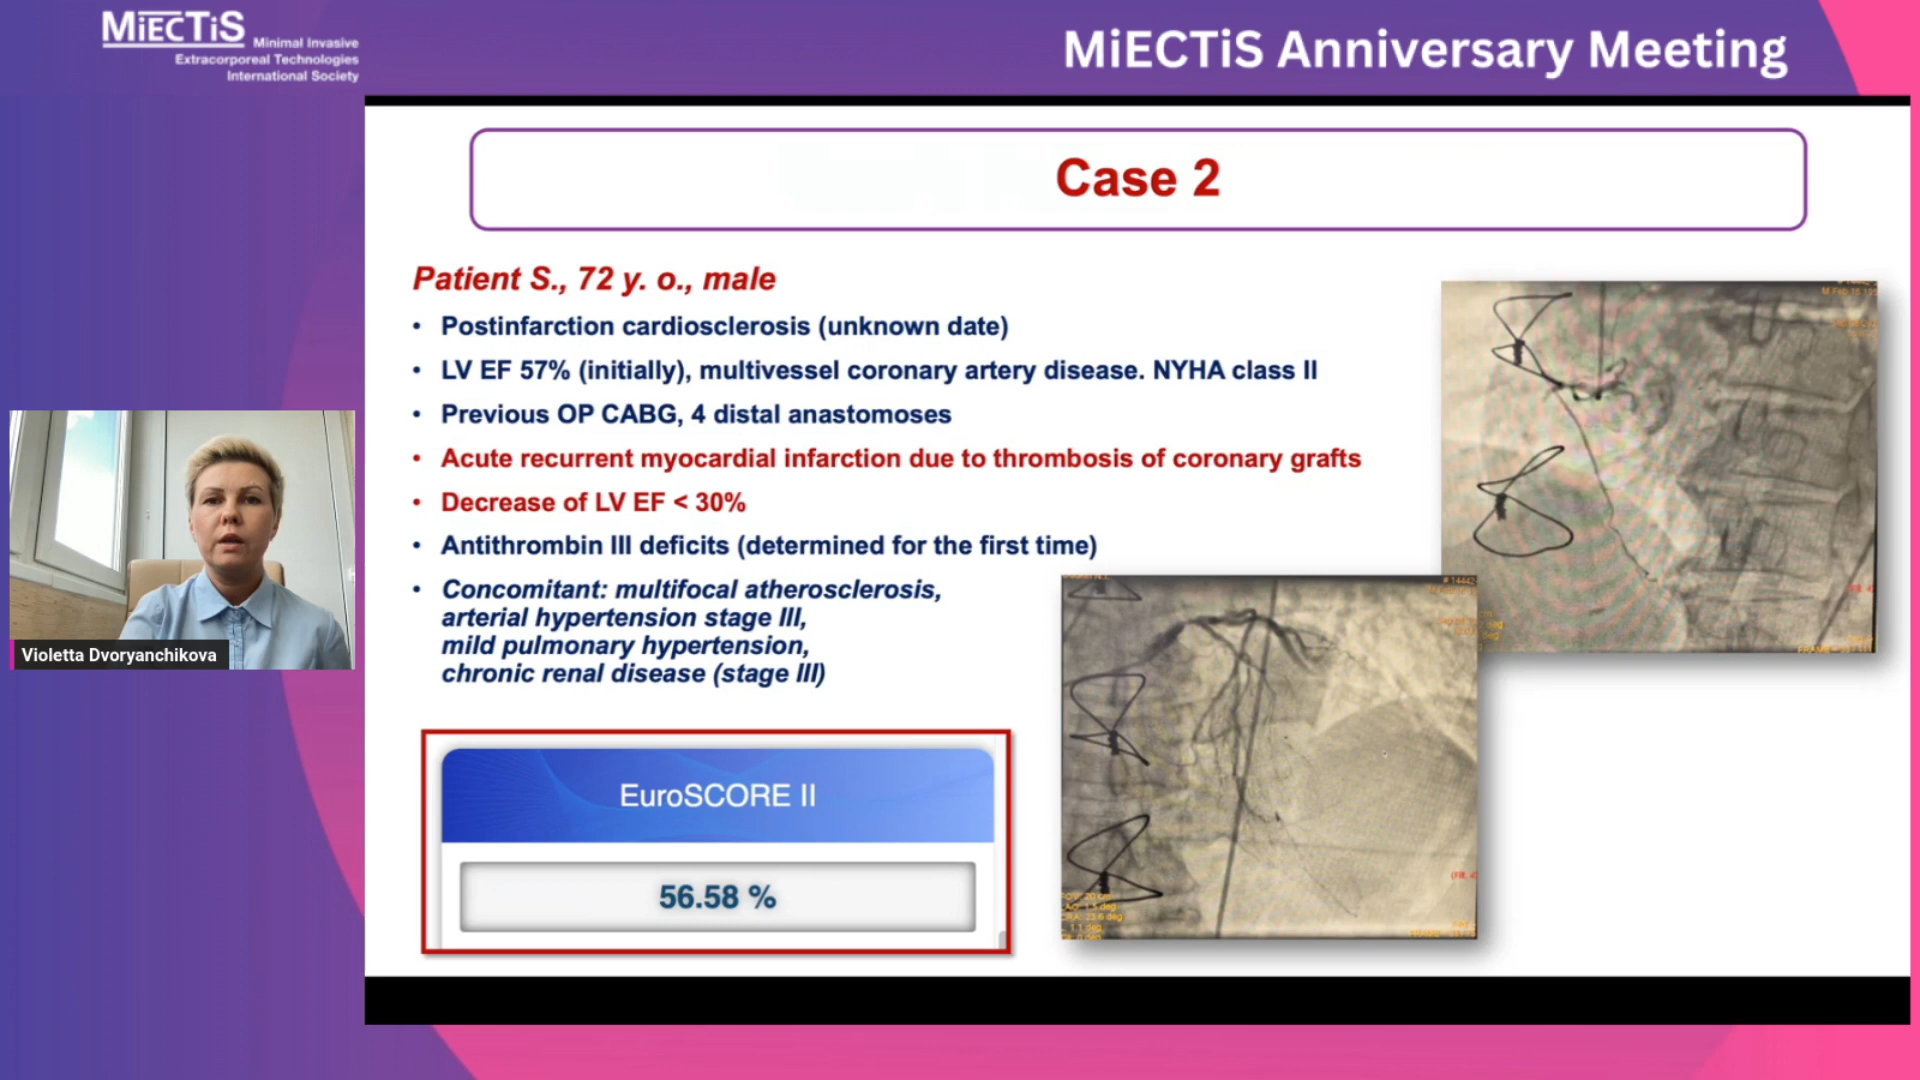 MiECTiS
Minimal Invasive
Extracorporeal Technologies
International Society
MiECTiS Anniversary Meeting
Case 2
Patient S., 72 y. o., male
• Postinfarction cardiosclerosis (unknown date)
• LV EF 57% (initially), multivessel coronary artery disease. NYHA class II
• Previous OP CABG, 4 distal anastomoses
• Acute recurrent myocardial infarction due to thrombosis of coronary grafts
• Decrease of LV EF < 30%
• Antithrombin III deficits (determined for the first time)
• Concomitant: multifocal atherosclerosis,
arterial hypertension stage III,
mild pulmonary hypertension,
chronic renal disease (stage III)
EuroSCORE II
56.58 %
Violetta Dvoryanchikova